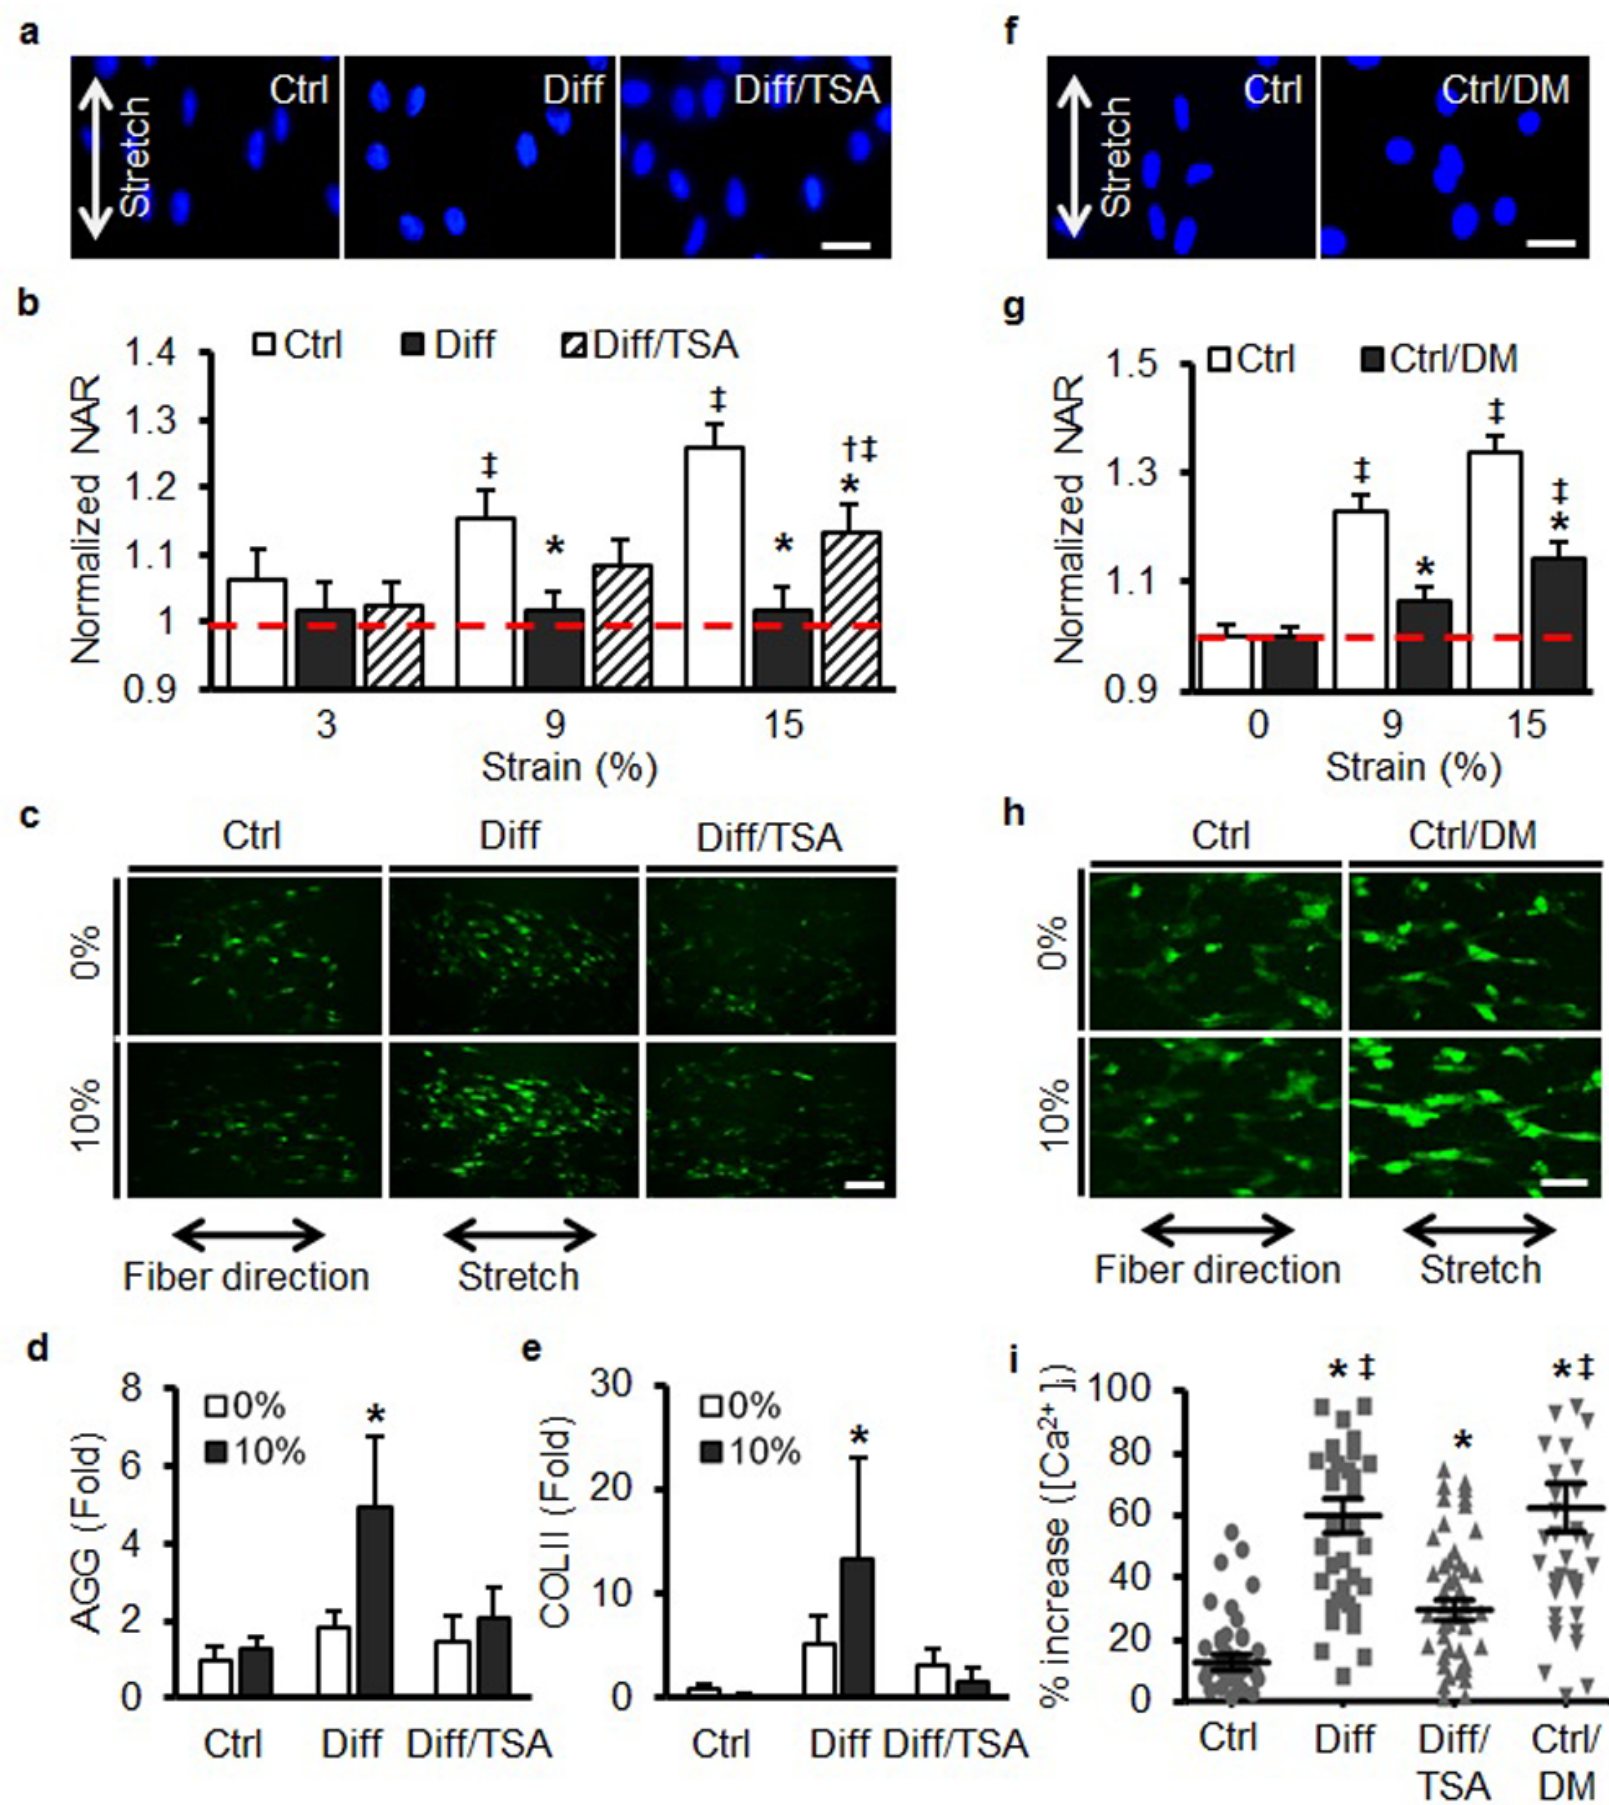 a
Stretch
Ctrl
Diff
Diff/TSA
f
Stretch
Ctrl
Ctrl/DM
b
Ctrl Diff Diff/TSA
Normalized NAR
1.4
1.3
1.2
1.1
1
0.9
‡
*
‡
*
†‡
*
3 9 15
Strain (%)
g
Ctrl Ctrl/DM
Normalized NAR
1.5
1.3
1.1
0.9
‡
*
‡
‡
*
0 9 15
Strain (%)
c
Ctrl Diff Diff/TSA
0%
10%
Fiber direction Stretch
h
Ctrl Ctrl/DM
0%
10%
Fiber direction Stretch
d
AGG (Fold)
8
6
4
2
0
0%
10%
*
Ctrl Diff Diff/TSA
e
COLII (Fold)
30
20
10
0
0%
10%
*
Ctrl Diff Diff/TSA
i
% increase ([Ca2+]i)
100
80
60
40
20
0
* ‡
*
* ‡
Ctrl Diff Diff/ Ctrl/
TSA DM